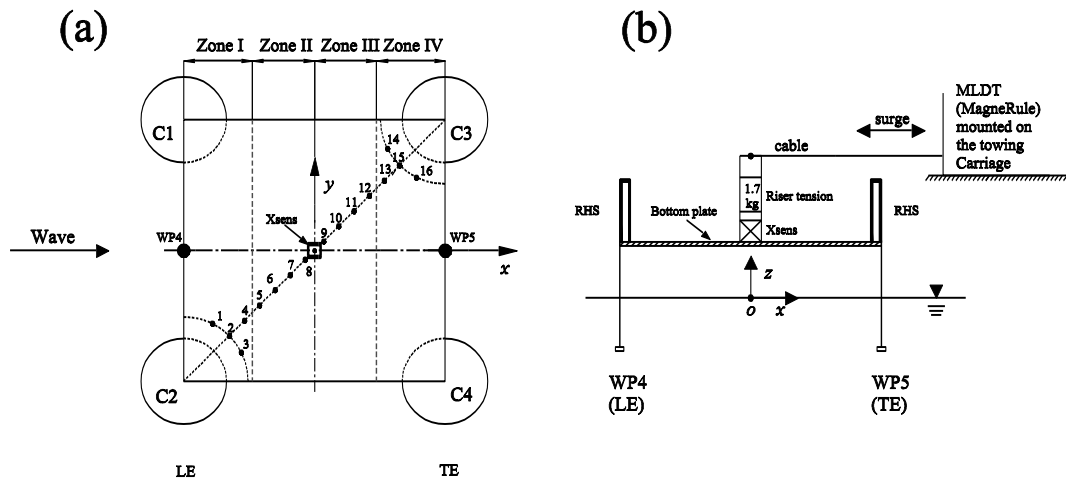 (a)
Zone I
Zone II
Zone III
Zone IV
C1
C3
14
15
16
13
12
11
10
9
y
Xsens
8
7
6
5
4
1
2
3
Wave
WP4
WP5
x
C2
C4
LE
TE
(b)
MLDT
(MagneRule)
mounted on
the towing
Carriage
surge
cable
1.7
kg
Riser tension
RHS
RHS
Bottom plate
Xsens
z
o
x
WP4
(LE)
WP5
(TE)